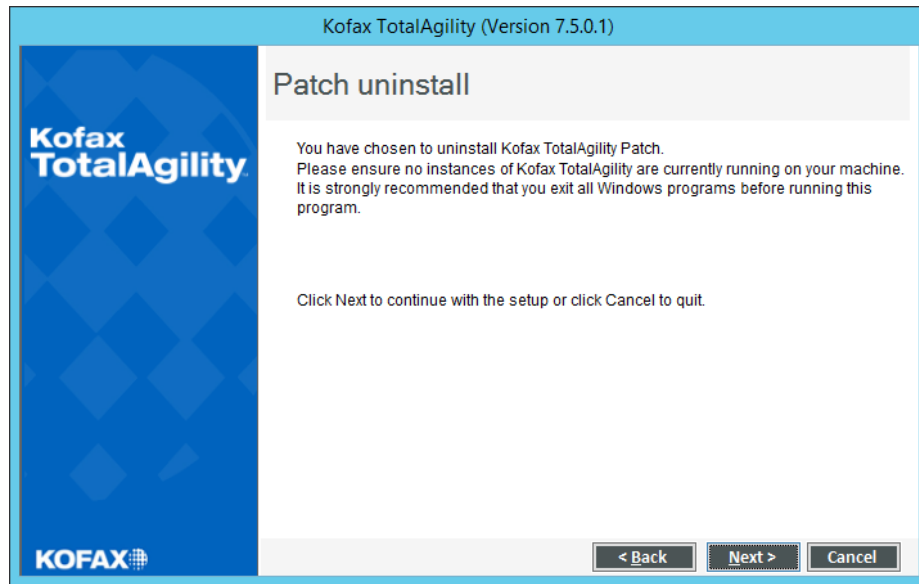 Kofax TotalAgility (Version 7.5.0.1)
Patch uninstall
Kofax
TotalAgility
You have chosen to uninstall Kofax TotalAgility Patch.
Please ensure no instances of Kofax TotalAgility are currently running on your machine.
It is strongly recommended that you exit all Windows programs before running this
program.
Click Next to continue with the setup or click Cancel to quit.
KOFAX
< Back Next > Cancel